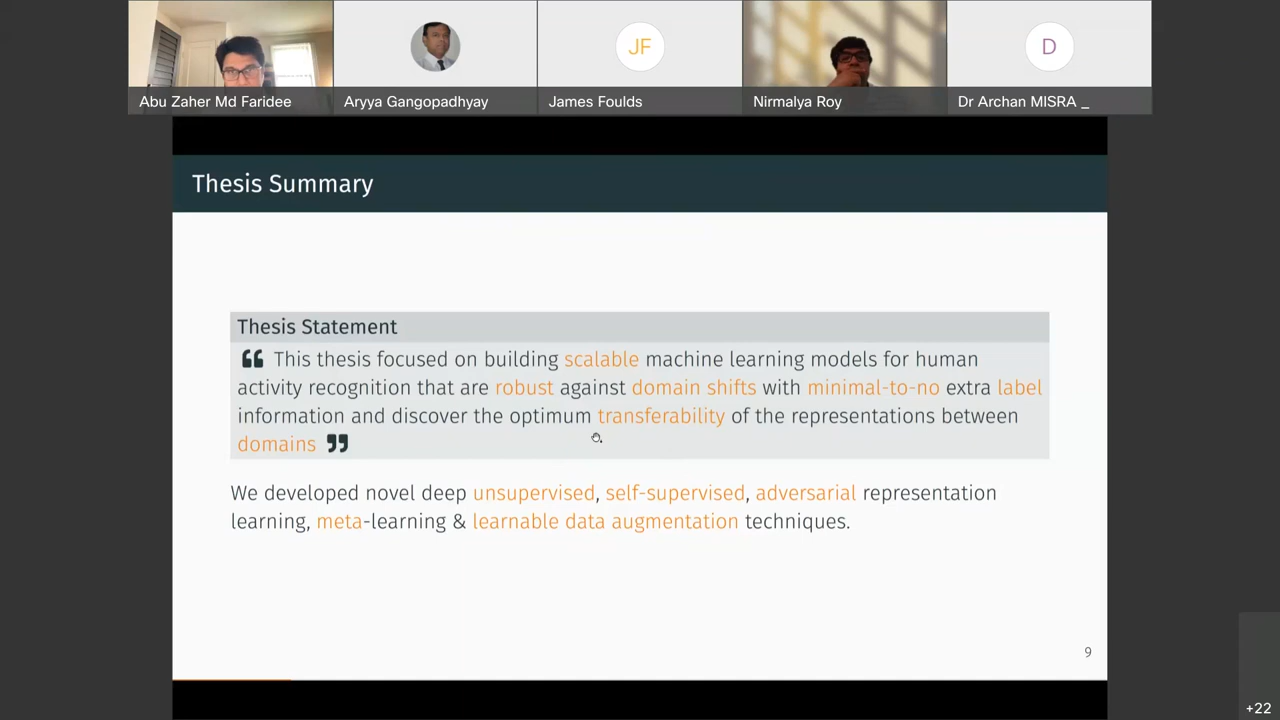 JF
D
Abu Zaher Md Faridee
Aryya Gangopadhyay
James Foulds
Nirmalya Roy
Dr Archan MISRA _
Thesis Summary
Thesis Statement
❝ This thesis focused on building scalable machine learning models for human
activity recognition that are robust against domain shifts with minimal-to-no extra label
information and discover the optimum transferability of the representations between
domains ❞
We developed novel deep unsupervised, self-supervised, adversarial representation
learning, meta-learning & learnable data augmentation techniques.
9
+22